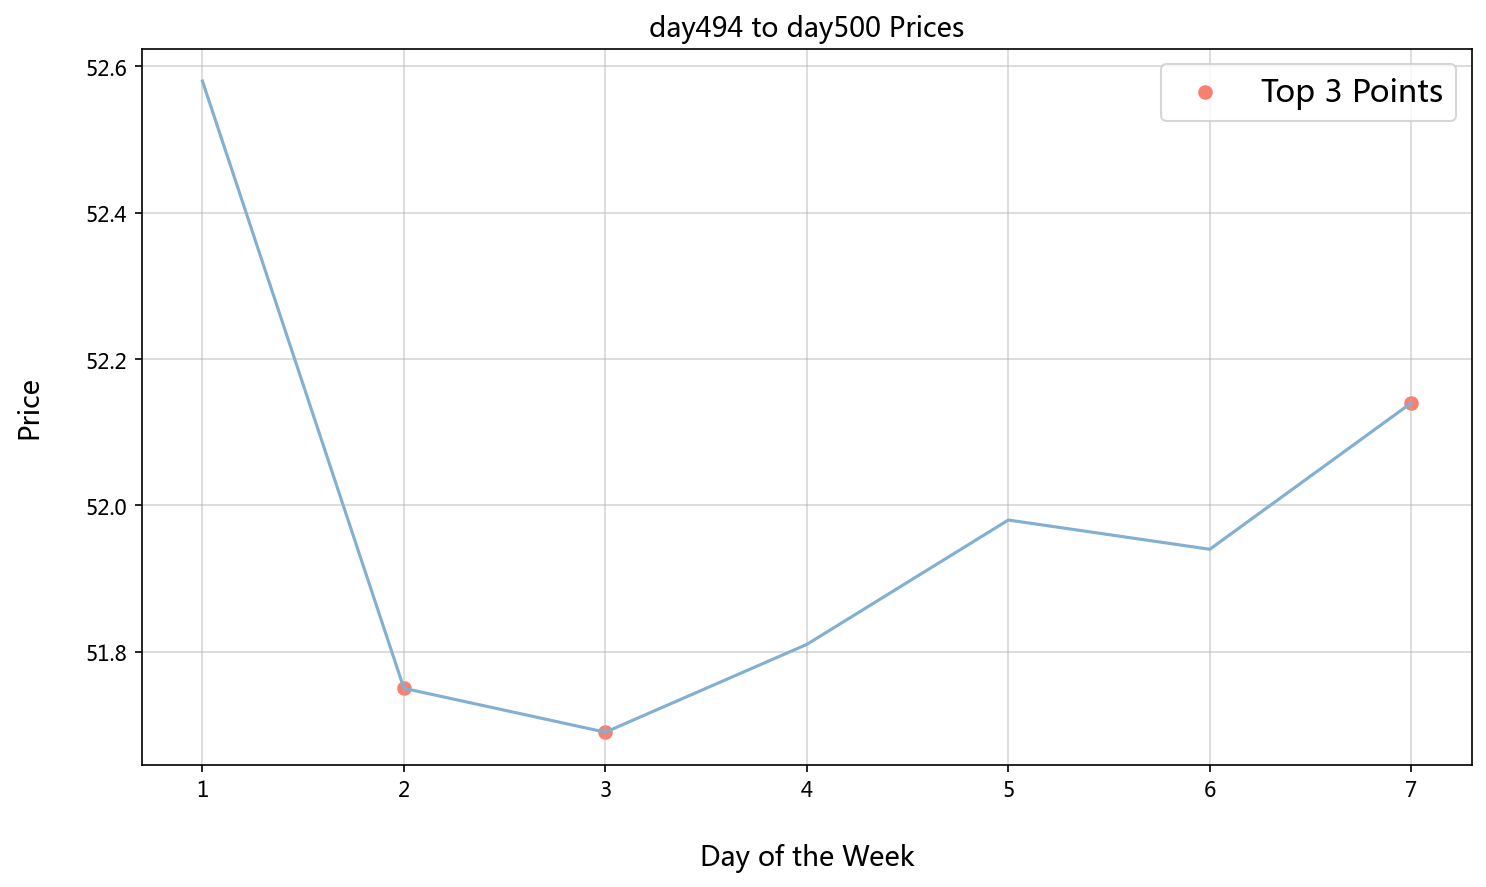 day494 to day500 Prices
Top 3 Points
Price
52.6
52.4
52.2
52.0
51.8
1 2 3 4 5 6 7
Day of the Week